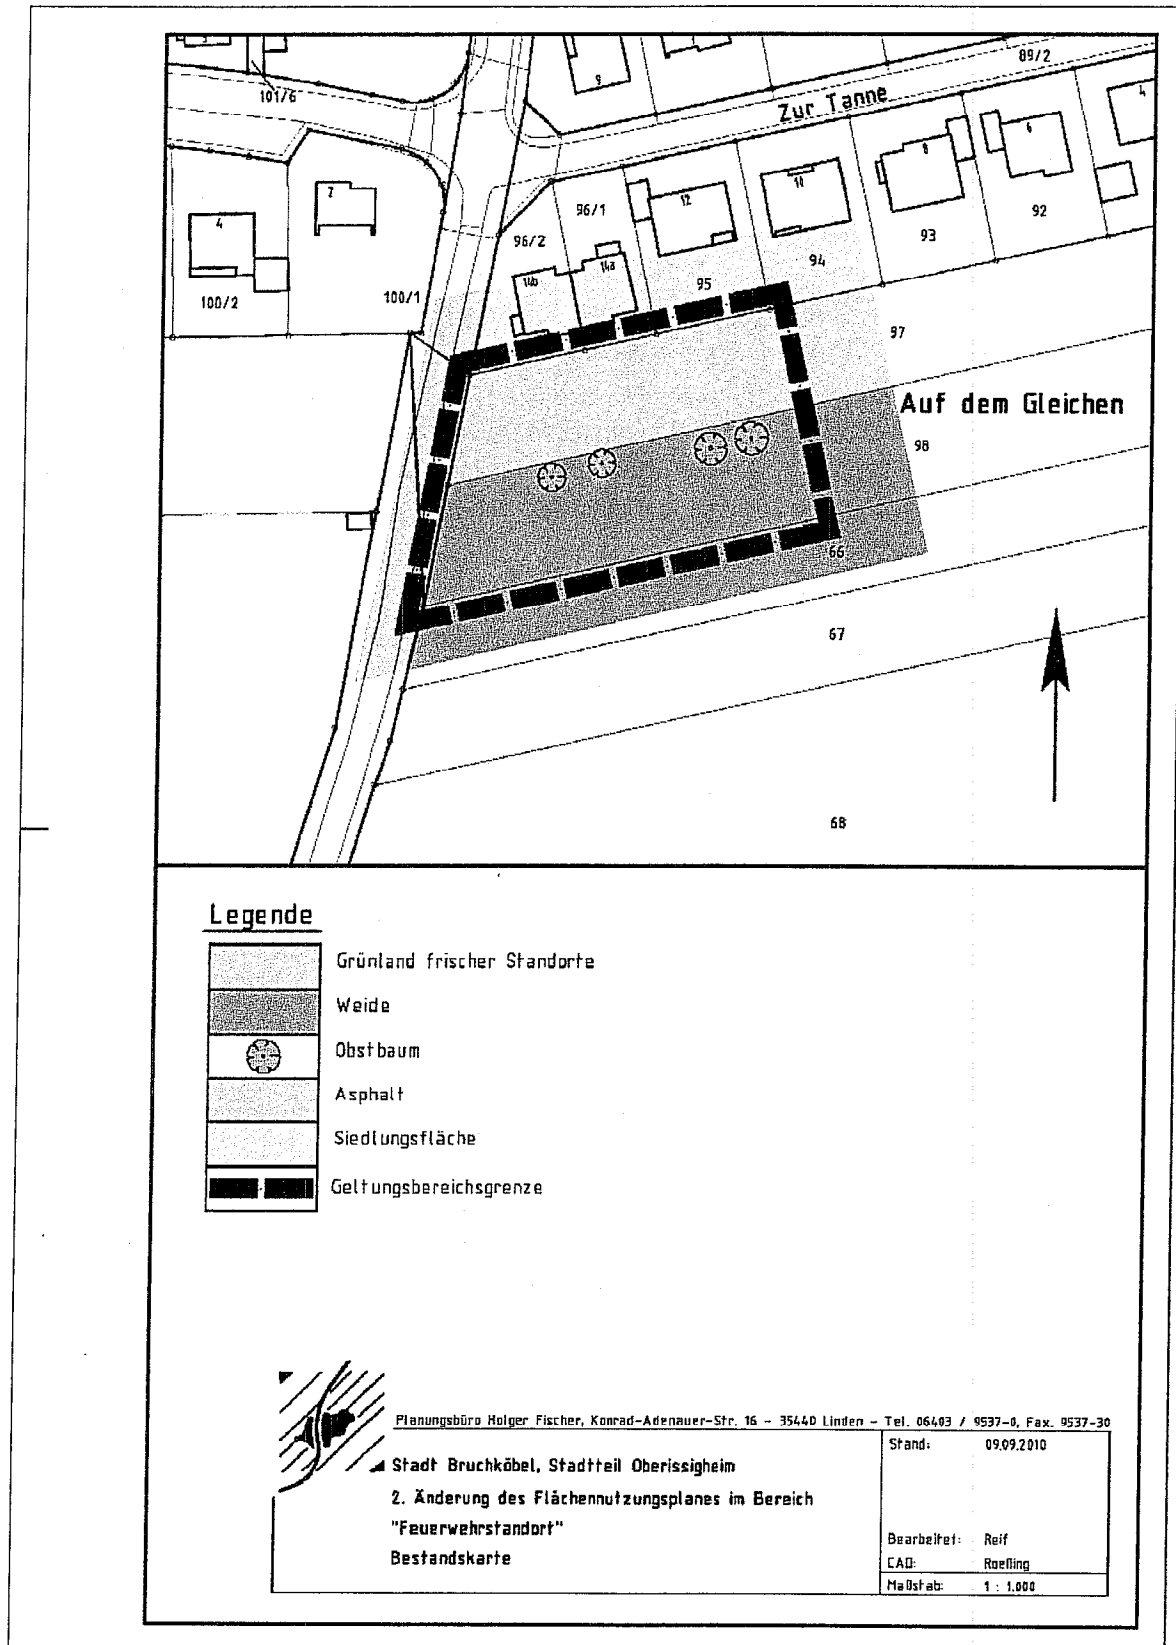 3
1
9
89/2
101/6
Zur Tanne
4
6
8
10
12
7
4
96/1
96/2
92
93
94
95
14b
14a
100/2
100/1
97
Auf dem Gleichen
98
66
67
68
Legende
Grünland frischer Standorte
Weide
Obstbaum
Asphalt
Siedlungsfläche
Geltungsbereichsgrenze
Planungsbüro Holger Fischer, Konrad-Adenauer-Str. 16 - 35440 Linden - Tel. 06403 / 9537-0, Fax. 9537-30
Stadt Bruchköbel, Stadtteil Oberissigheim
2. Änderung des Flächennutzungsplanes im Bereich
"Feuerwehrstandort"
Bestandskarte
Stand: 09.09.2010
Bearbeitet: Reif
CAD: Roeßing
Maßstab: 1 : 1.000